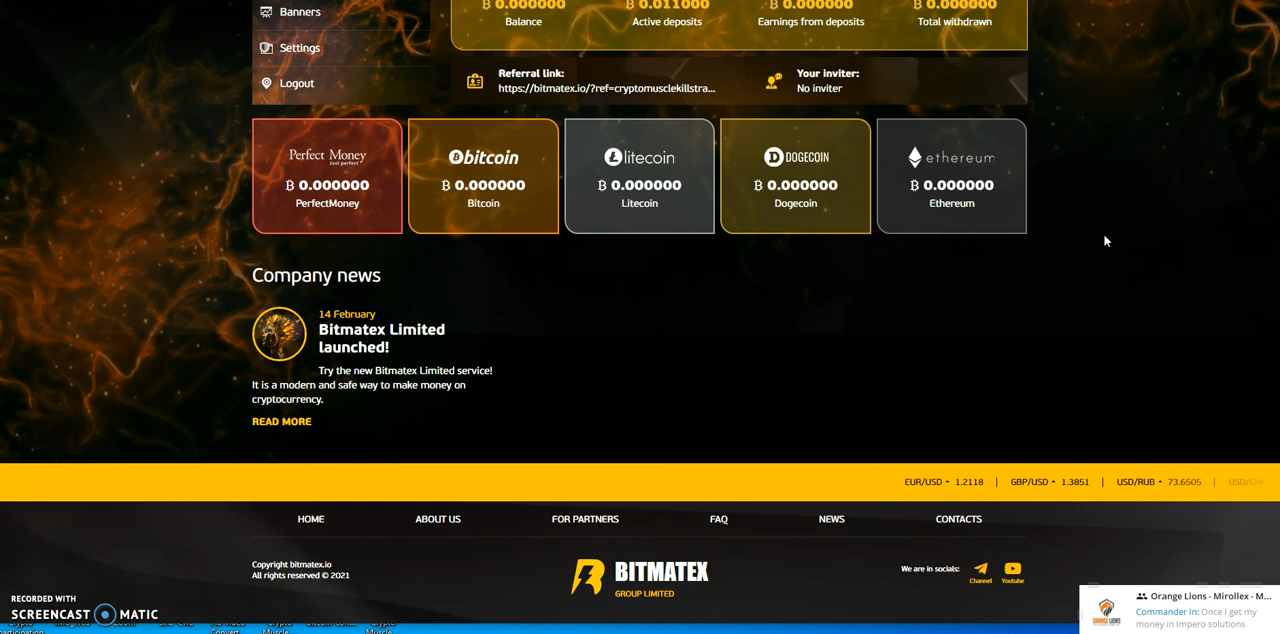 Banners
Settings
Logout
₿ 0.000000
₿ 0.011000
₿ 0.000000
₿ 0.000000
Balance
Active deposits
Earnings from deposits
Total withdrawn
Referral link:
https://bitmatex.io/?ref=cryptomusclekillstra...
Your inviter:
No inviter
Perfect Money
Just perfect
₿ 0.000000
PerfectMoney
bitcoin
₿ 0.000000
Bitcoin
litecoin
₿ 0.000000
Litecoin
DOGECOIN
₿ 0.000000
Dogecoin
ethereum
₿ 0.000000
Ethereum
Company news
14 February
Bitmatex Limited
launched!
Try the new Bitmatex Limited service!
It is a modern and safe way to make money on
cryptocurrency.
READ MORE
EUR/USD 1.2118 | GBP/USD 1.3851 | USD/RUB 73.6505 |
HOME
ABOUT US
FOR PARTNERS
FAQ
NEWS
CONTACTS
Copyright bitmatex.io
All rights reserved © 2021
BITMATEX
GROUP LIMITED
We are in socials:
Channel
Youtube
RECORDED WITH
SCREENCAST MATIC
Orange Lions - Mirollex - M...
Commander In: Once I get my
money in Impero solutions
ORANGE LIONS